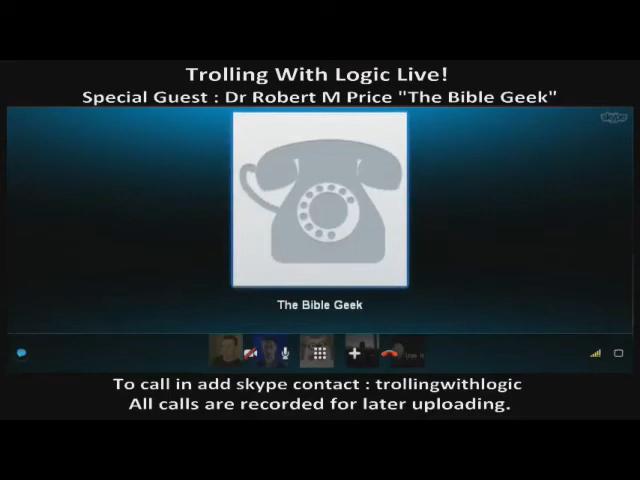 Trolling With Logic Live!
Special Guest : Dr Robert M Price "The Bible Geek"
skype
The Bible Geek
To call in add skype contact : trollingwithlogic
All calls are recorded for later uploading.